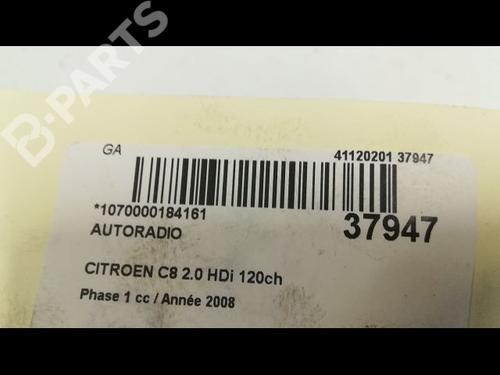 B-PARTS
GA
41120201 37947
*1070000184161
37947
AUTORADIO
CITROEN C8 2.0 HDi 120ch
Phase 1 cc / Année 2008